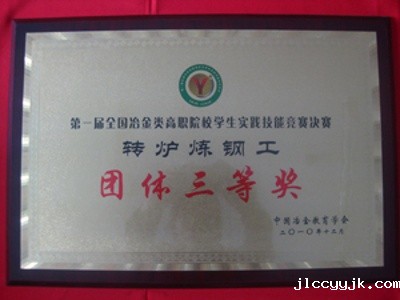 第一届全国冶金类高职院校学生实践技能竞赛决赛
转炉炼钢工
团体三等奖
中国冶金教育学会
二〇一〇年十二月
jlccyyjk.com